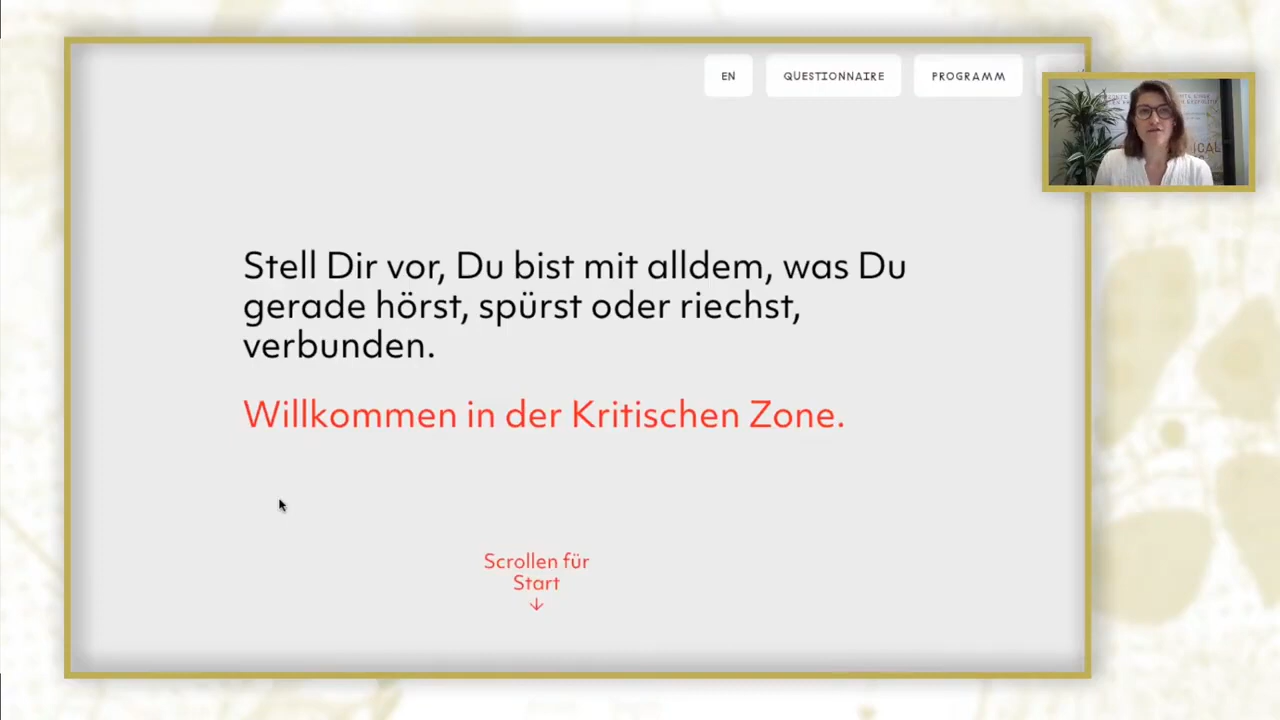 EN
QUESTIONNAIRE
PROGRAMM
Stell Dir vor, Du bist mit alldem, was Du
gerade hörst, spürst oder riechst,
verbunden.
Willkommen in der Kritischen Zone.
Scrollen für
Start
↓